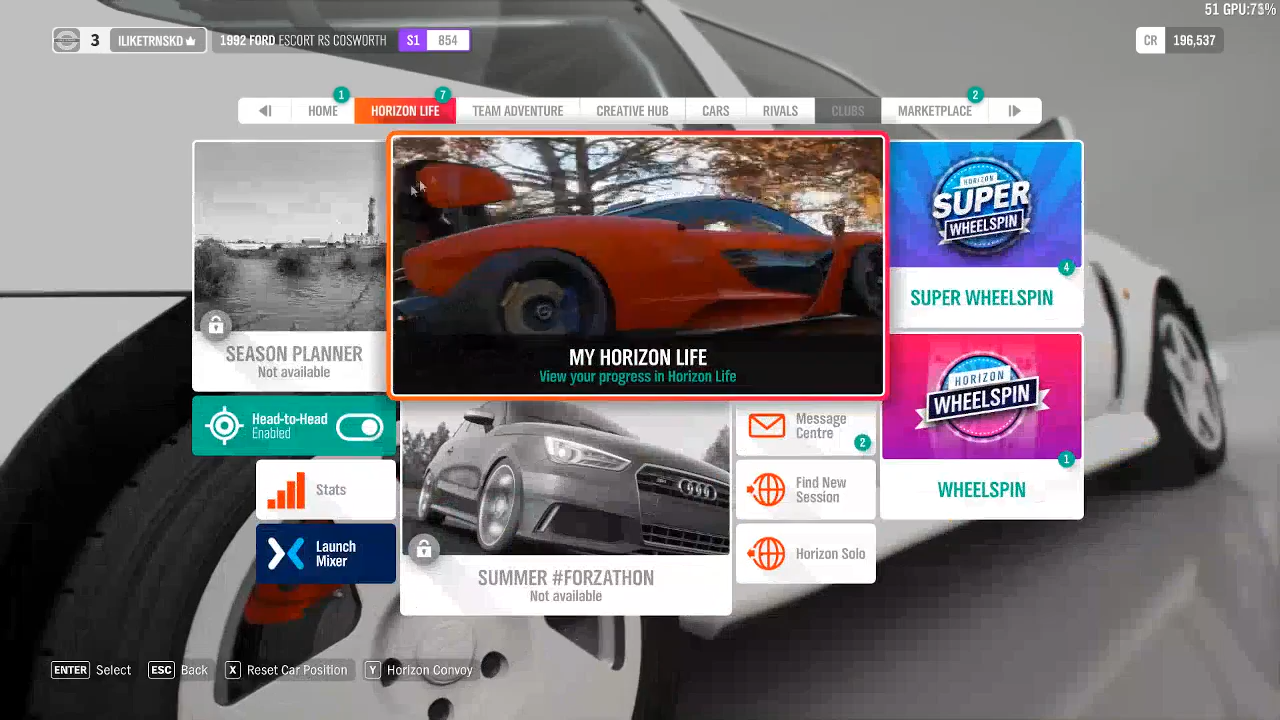 51 GPU:73%
3 ILIKETRNSKD 1992 FORD ESCORT RS COSWORTH S1 854
CR 196,537
1 7 2
HOME HORIZON LIFE TEAM ADVENTURE CREATIVE HUB CARS RIVALS CLUBS MARKETPLACE
HORIZON
SUPER
WHEELSPIN
4
SUPER WHEELSPIN
SEASON PLANNER
Not available
MY HORIZON LIFE
View your progress in Horizon Life
HORIZON
WHEELSPIN
1
WHEELSPIN
Head-to-Head
Enabled
Stats
Launch
Mixer
SUMMER #FORZATHON
Not available
Message
Centre
2
Find New
Session
Horizon Solo
ENTER Select ESC Back X Reset Car Position Y Horizon Convoy